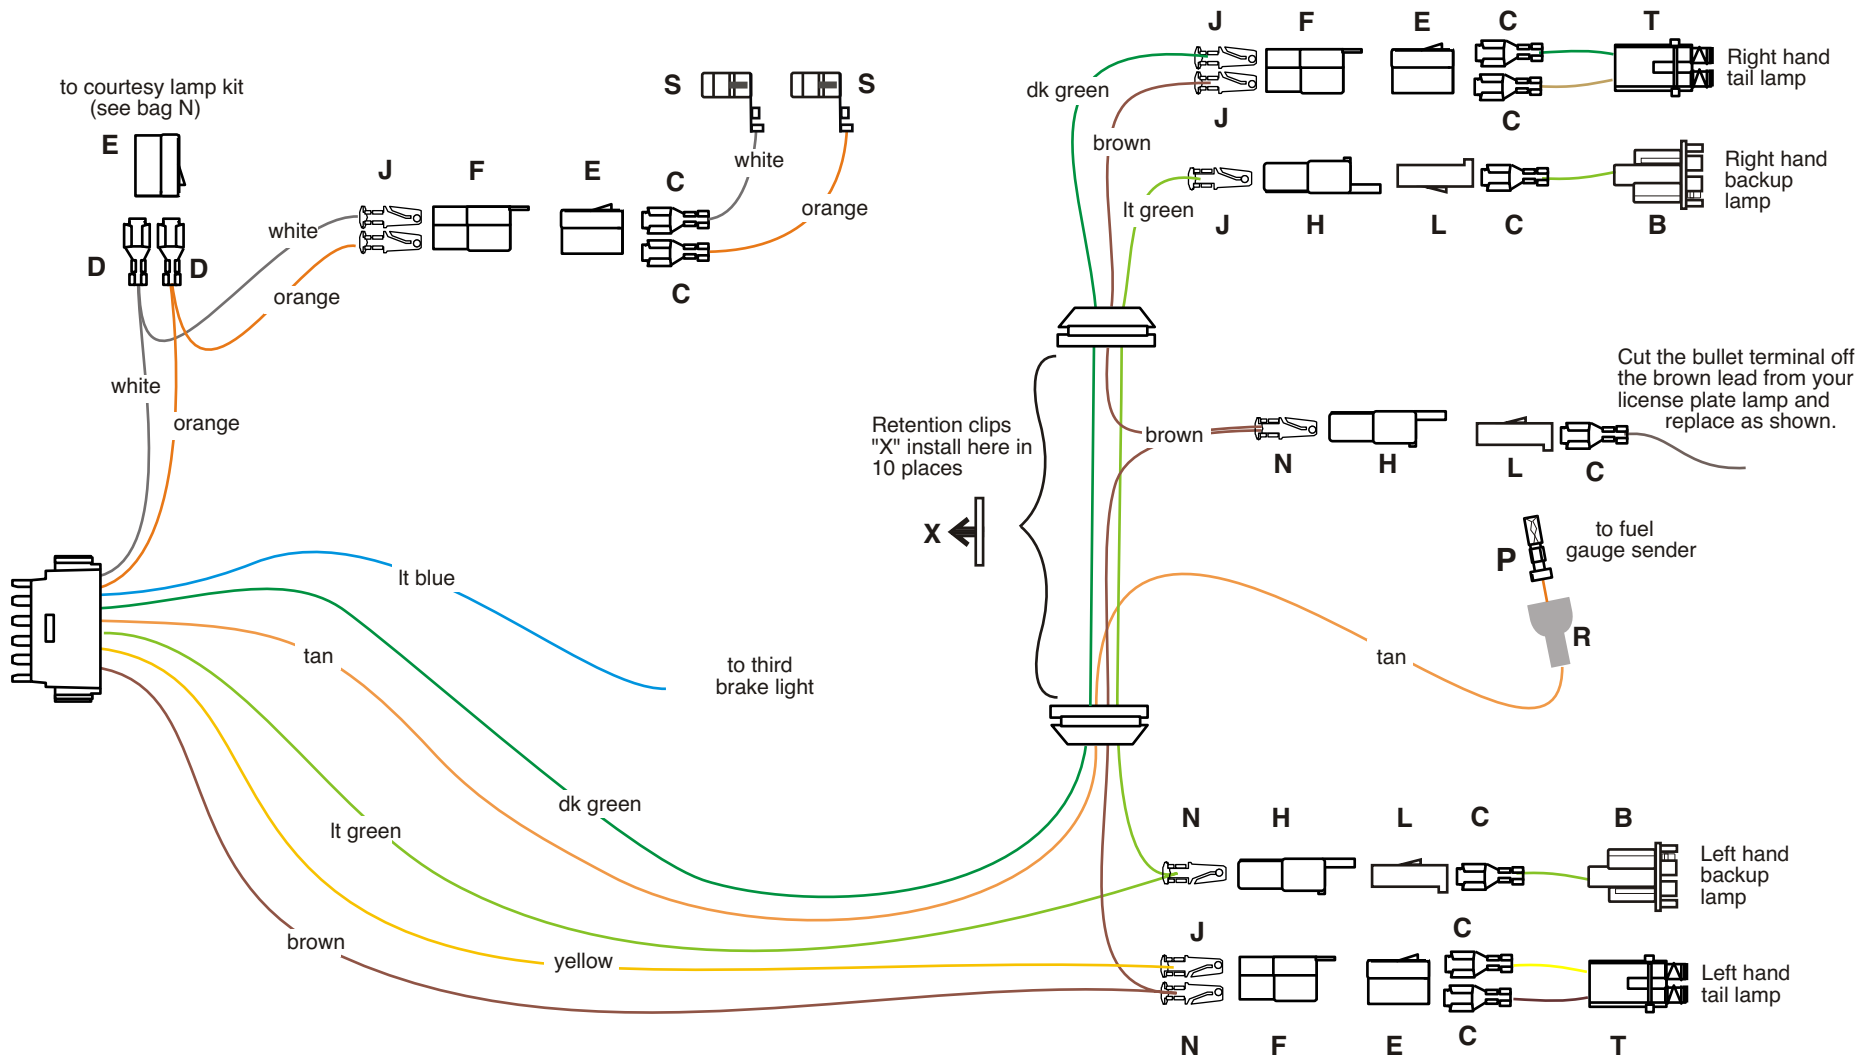 to courtesy lamp kit
(see bag N)
E
D
D
white
orange
white
orange
J
F
E
C
C
S
S
white
orange
J
F
E
C
T
dk green
J
C
Right hand
tail lamp
brown
lt green
J
H
L
C
B
Right hand
backup
lamp
Retention clips
"X" install here in
10 places
X
brown
N
H
L
C
Cut the bullet terminal off
the brown lead from your
license plate lamp and
replace as shown.
P
to fuel
gauge sender
R
tan
lt blue
to third
brake light
tan
dk green
lt green
brown
yellow
N
H
L
C
B
Left hand
backup
lamp
J
C
Left hand
tail lamp
N
F
E
C
T